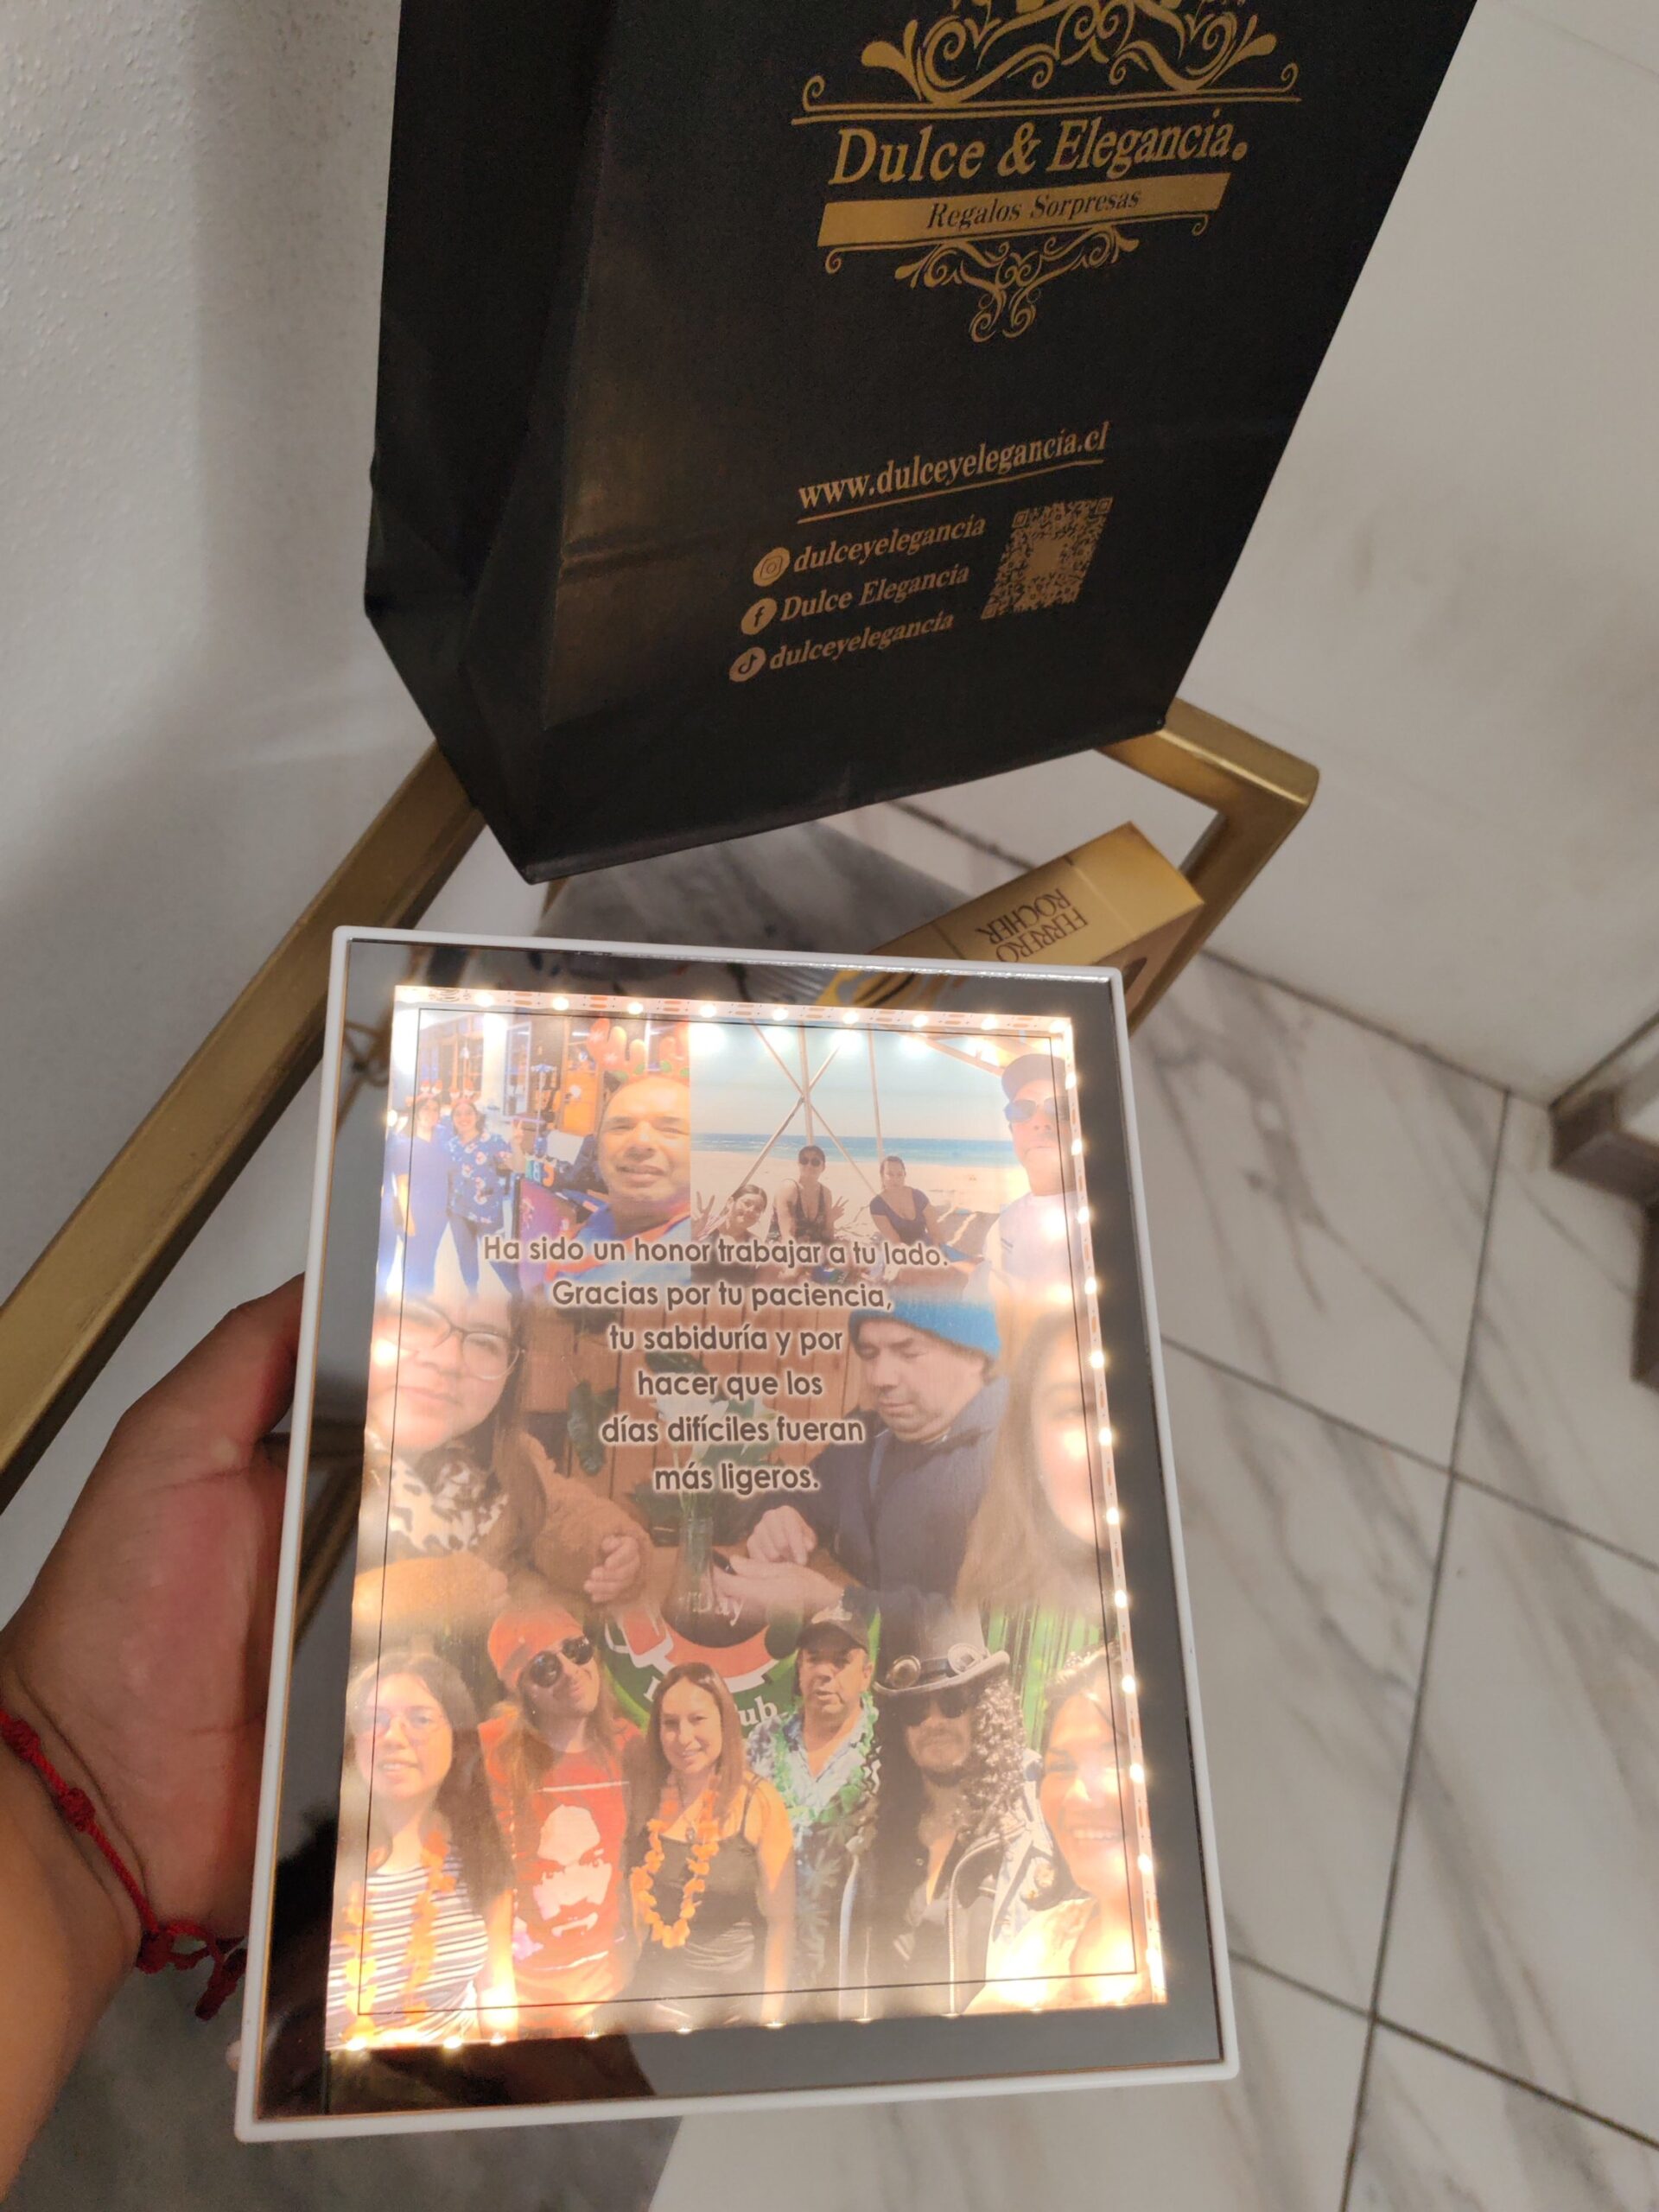 Dulce & Elegancia.
Regalos Sorpresas
www.dulceyelegancia.cl
dulceyelegancia
Dulce Elegancia
dulceyelegancia
FERRERO
ROCHER
Ha sido un honor trabajar a tu lado.
Gracias por tu paciencia,
tu sabiduría y por
hacer que los
días difíciles fueran
más ligeros.